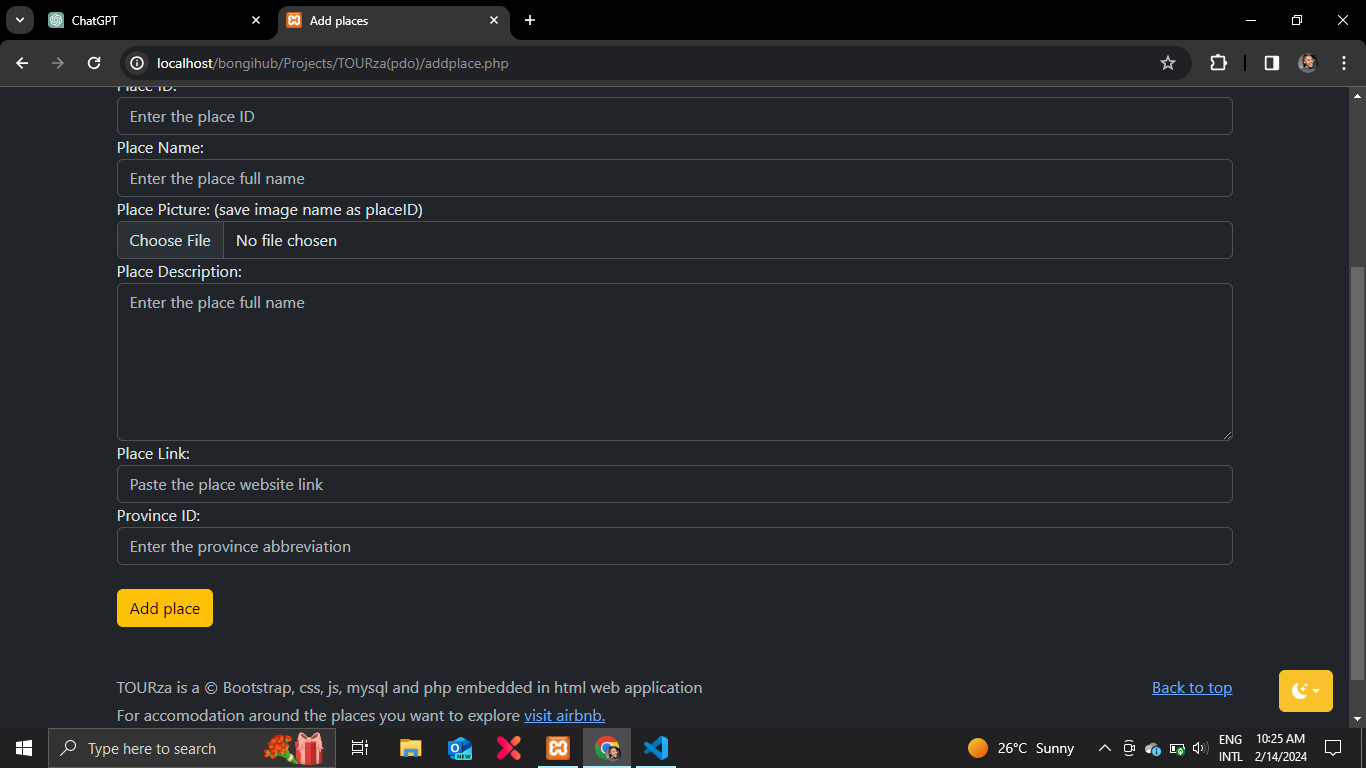 ChatGPT
Add places
localhost/bongihub/Projects/TOURza(pdo)/addplace.php
Place ID:
Enter the place ID
Place Name:
Enter the place full name
Place Picture: (save image name as placeID)
Choose File No file chosen
Place Description:
Enter the place full name
Place Link:
Paste the place website link
Province ID:
Enter the province abbreviation
Add place
TOURza is a © Bootstrap, css, js, mysql and php embedded in html web application
Back to top
For accomodation around the places you want to explore visit airbnb.
Type here to search
NEW
26°C Sunny
ENG
INTL
10:25 AM
2/14/2024